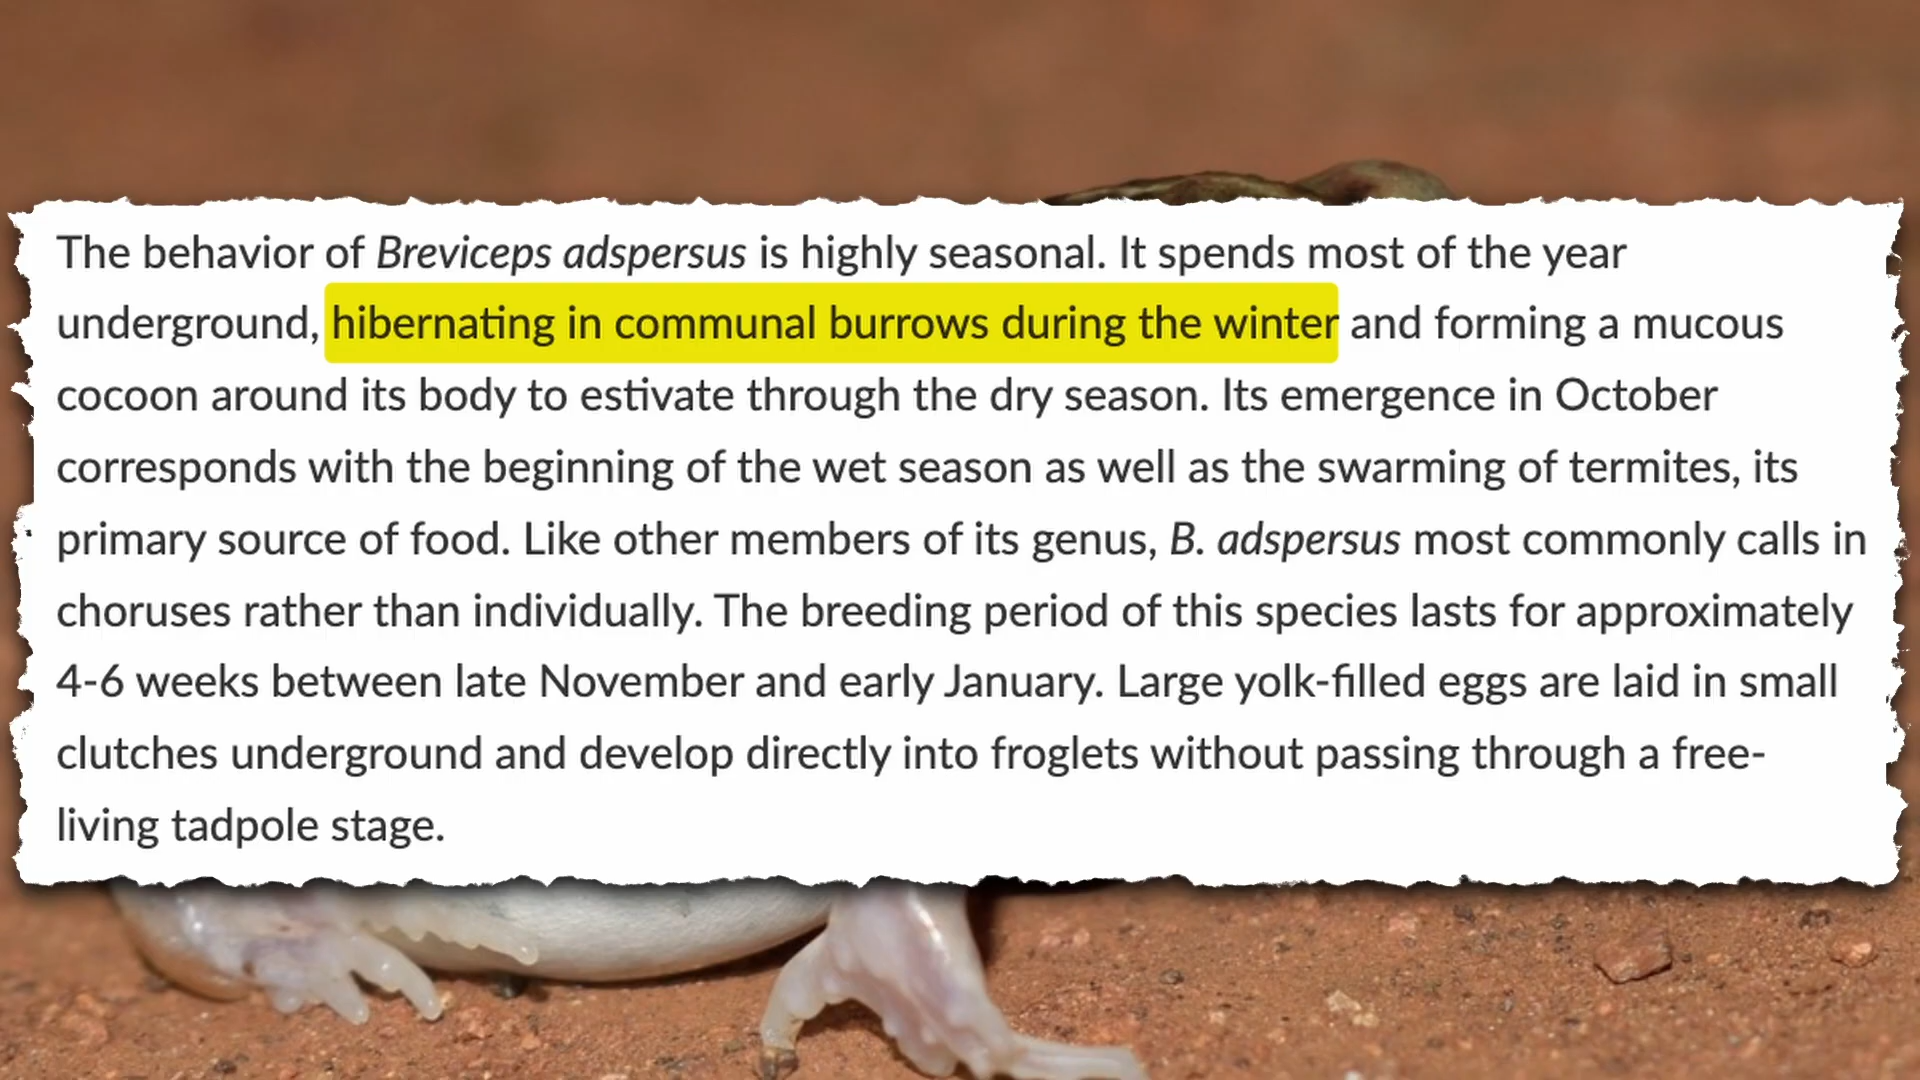 The behavior of Breviceps adspersus is highly seasonal. It spends most of the year
underground, hibernating in communal burrows during the winter and forming a mucous
cocoon around its body to estivate through the dry season. Its emergence in October
corresponds with the beginning of the wet season as well as the swarming of termites, its
primary source of food. Like other members of its genus, B. adspersus most commonly calls in
choruses rather than individually. The breeding period of this species lasts for approximately
4-6 weeks between late November and early January. Large yolk-filled eggs are laid in small
clutches underground and develop directly into froglets without passing through a free-
living tadpole stage.